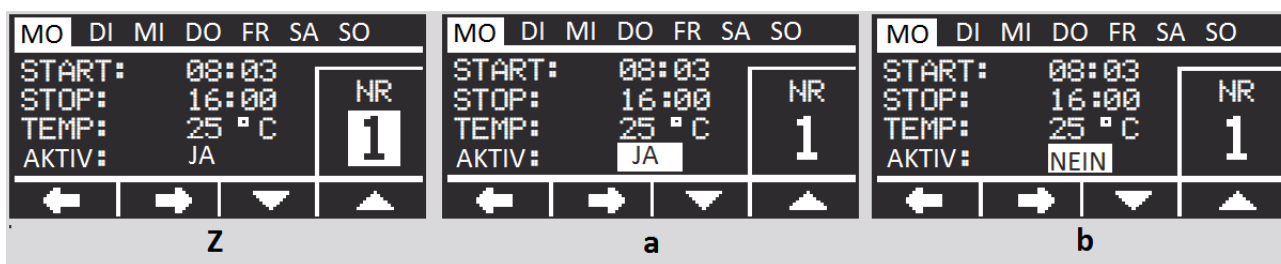 MO DI MI DO FR SA SO
START: 08:03
STOP: 16:00
TEMP: 25 °C
AKTIV: JA
NR
1
Z
MO DI MI DO FR SA SO
START: 08:03
STOP: 16:00
TEMP: 25 °C
AKTIV: JA
NR
1
a
MO DI MI DO FR SA SO
START: 08:03
STOP: 16:00
TEMP: 25 °C
AKTIV: NEIN
NR
1
b